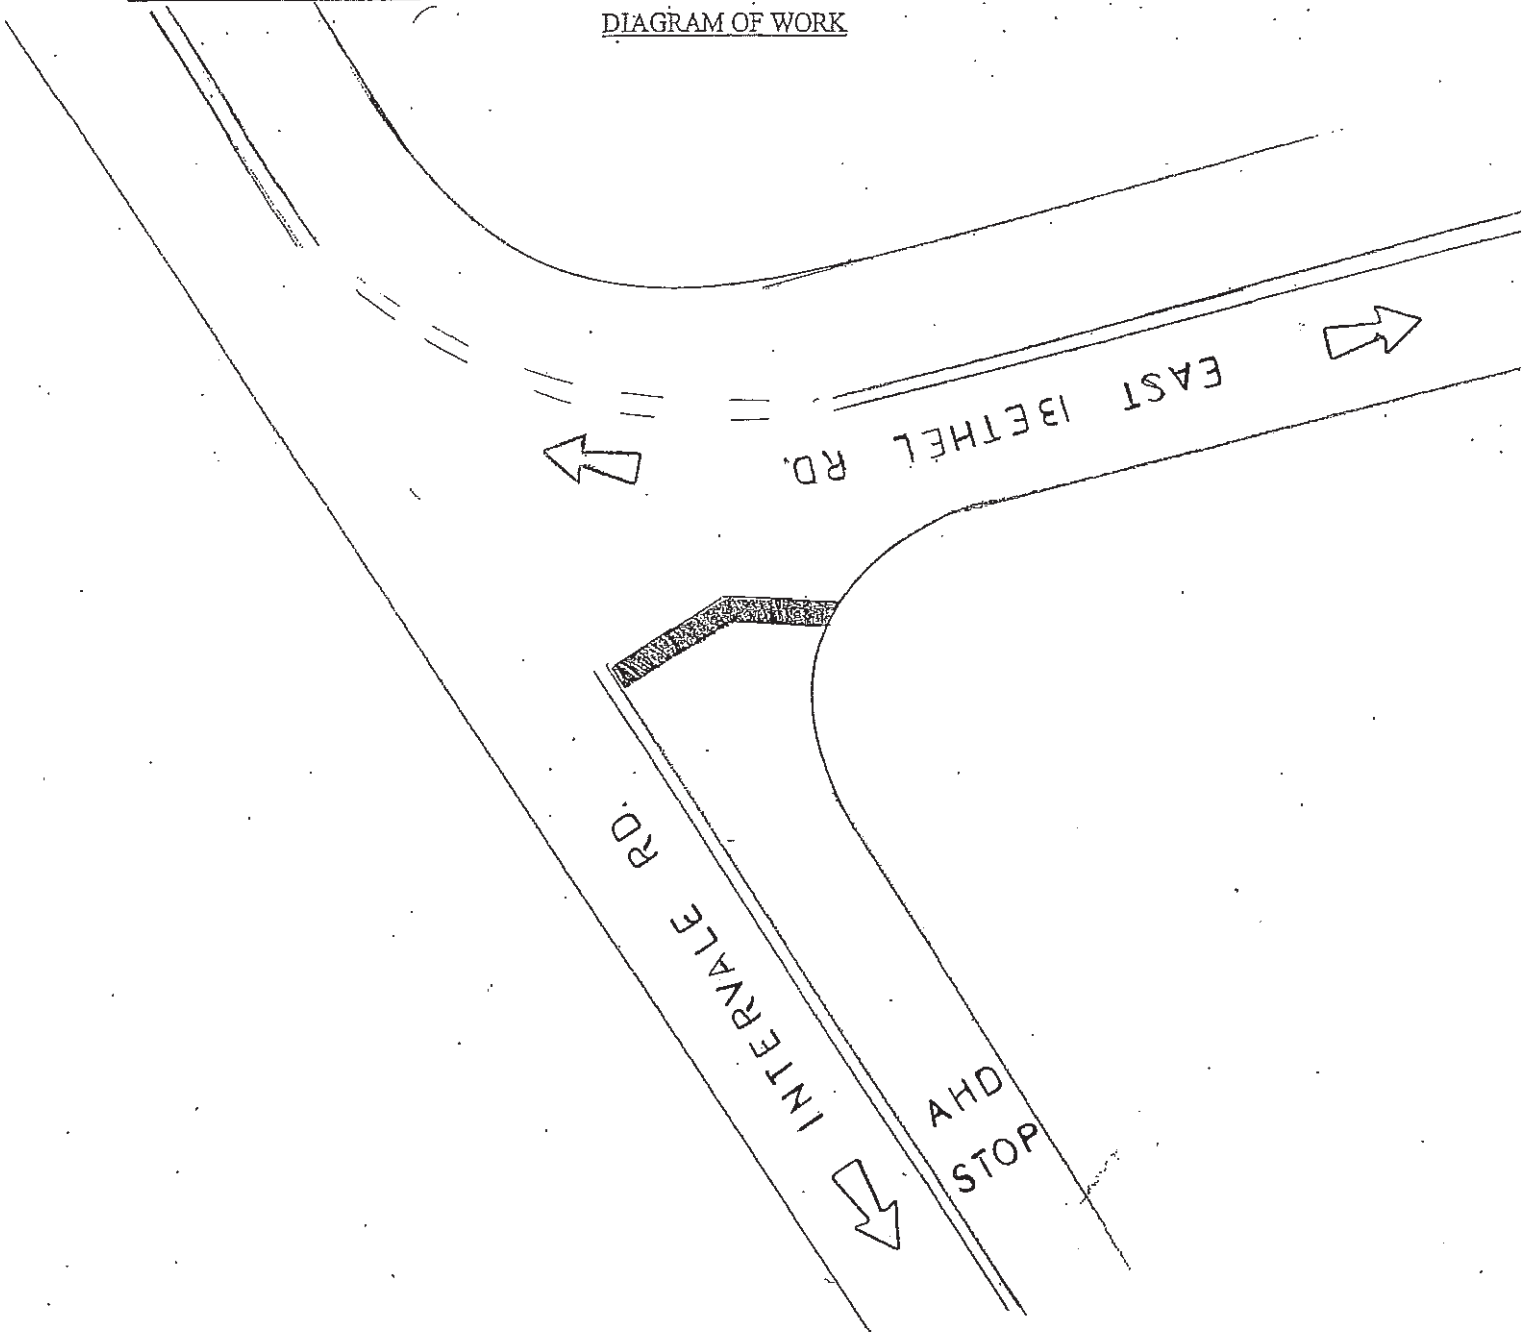 DIAGRAM OF WORK
EAST BETHEL RD.
INTERVALE RD.
AHD
STOP